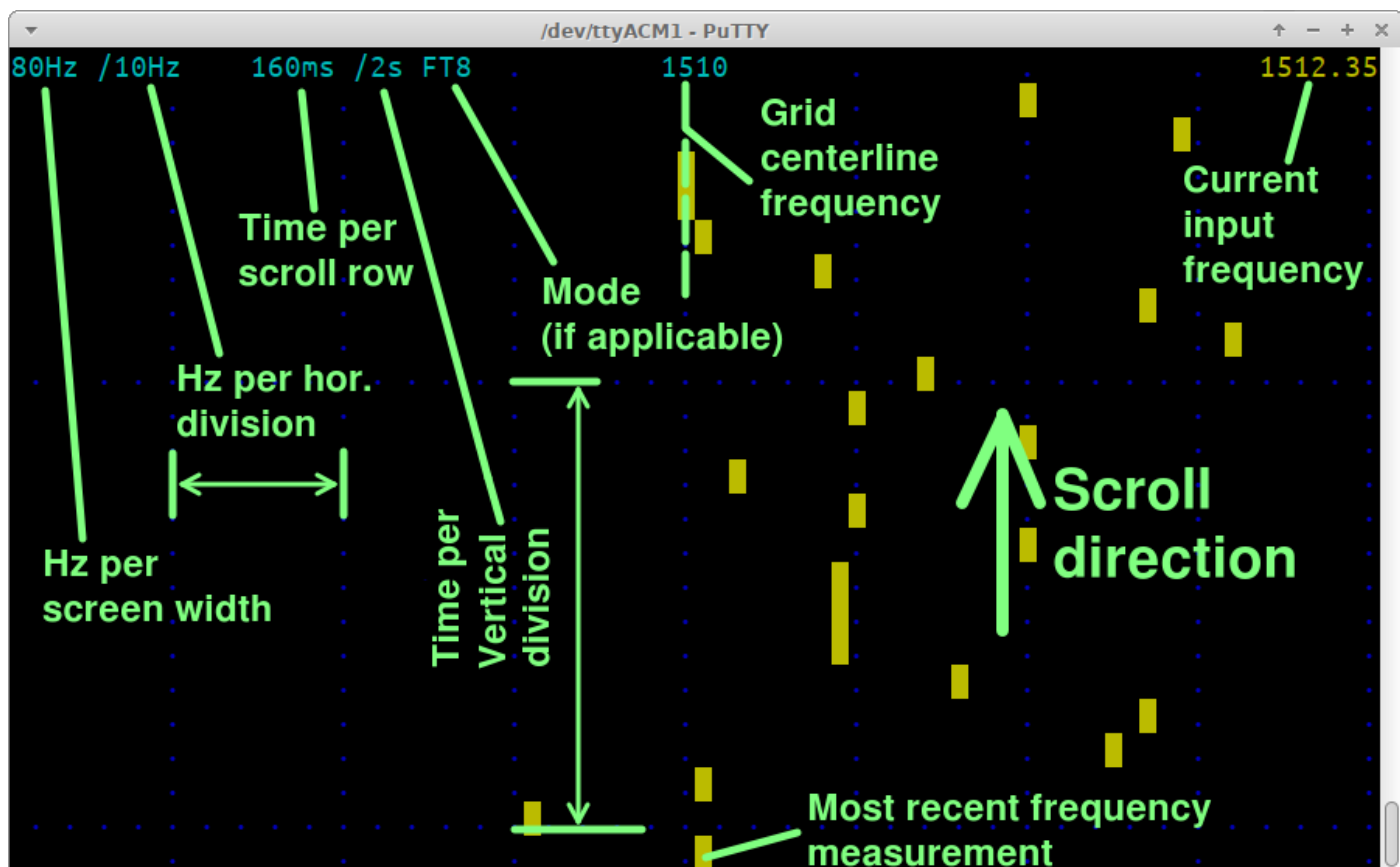 /dev/ttyACM1 - PuTTY
80Hz /10Hz 160ms /2s FT8 1510 1512.35
Grid
centerline
frequency
Current
input
frequency
Time per
scroll row
Mode
(if applicable)
Hz per hor.
division
Scroll
direction
Time per
Vertical
division
Hz per
screen width
Most recent frequency
measurement